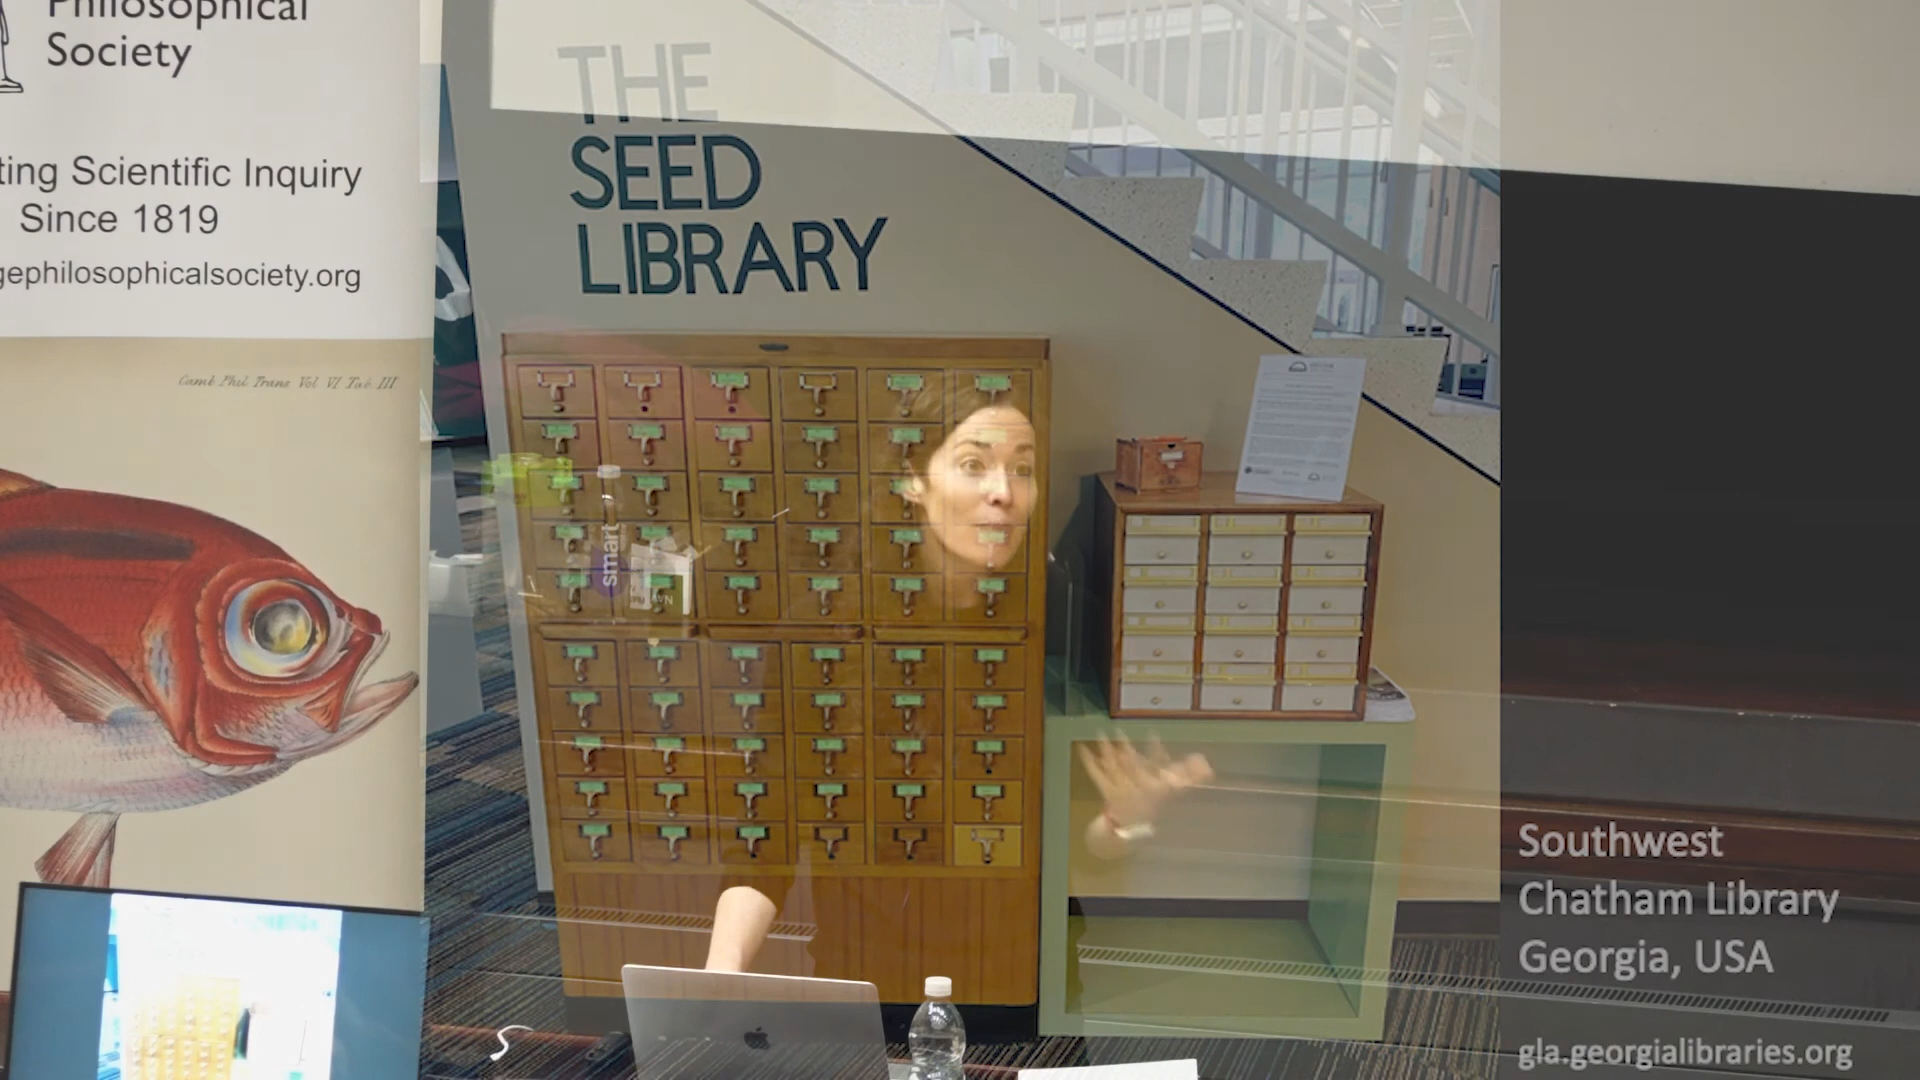 Philosophical
Society
ting Scientific Inquiry
Since 1819
gephilosophicalsociety.org
Camb Phil Trans Vol VI Tab. III
THE
SEED
LIBRARY
smart
Southwest
Chatham Library
Georgia, USA
gla.georgialibraries.org